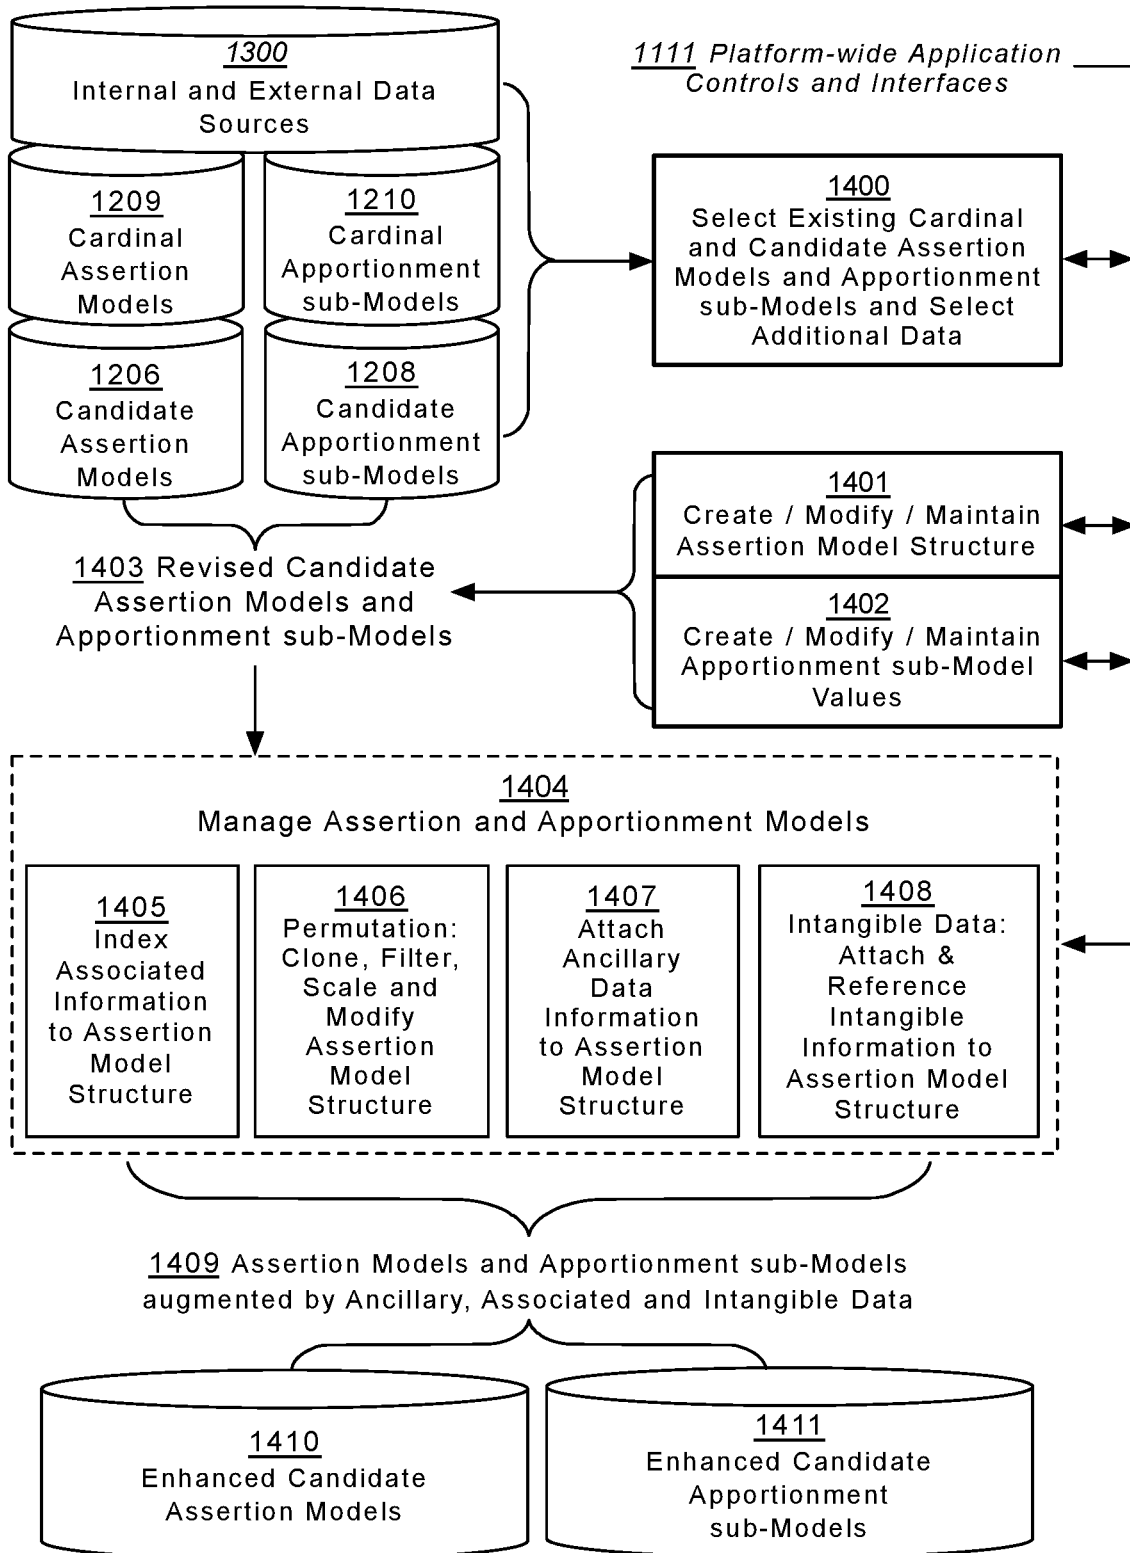 1300
Internal and External Data
Sources
1111 Platform-wide Application
Controls and Interfaces
1209
Cardinal
Assertion
Models
1210
Cardinal
Apportionment
sub-Models
1400
Select Existing Cardinal
and Candidate Assertion
Models and Apportionment
sub-Models and Select
Additional Data
1206
Candidate
Assertion
Models
1208
Candidate
Apportionment
sub-Models
1401
Create / Modify / Maintain
Assertion Model Structure
1402
Create / Modify / Maintain
Apportionment sub-Model
Values
1403 Revised Candidate
Assertion Models and
Apportionment sub-Models
1404
Manage Assertion and Apportionment Models
1405
Index
Associated
Information
to Assertion
Model
Structure
1406
Permutation:
Clone, Filter,
Scale and
Modify
Assertion
Model
Structure
1407
Attach
Ancillary
Data
Information
to Assertion
Model
Structure
1408
Intangible Data:
Attach &
Reference
Intangible
Information to
Assertion Model
Structure
1409 Assertion Models and Apportionment sub-Models
augmented by Ancillary, Associated and Intangible Data
1410
Enhanced Candidate
Assertion Models
1411
Enhanced Candidate
Apportionment
sub-Models